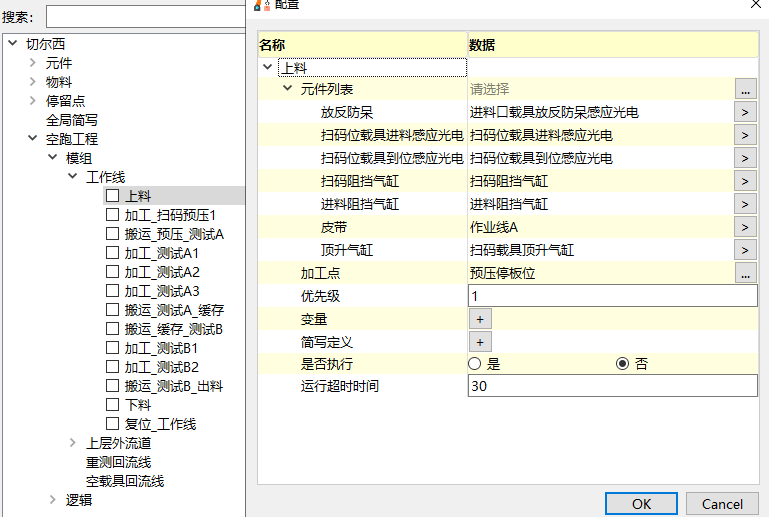 搜索：
切尔西
元件
物料
停留点
全局简写
空跑工程
模组
工作线
上料
加工_扫码预压1
搬运_预压_测试A
加工_测试A1
加工_测试A2
加工_测试A3
搬运_测试A_缓存
搬运_缓存_测试B
加工_测试B1
加工_测试B2
搬运_测试B_出料
下料
复位_工作线
上层外流道
重测回流线
空载具回流线
逻辑
配置
名称 数据
上料
元件列表 请选择 ...
放反防呆 进料口载具放反防呆感应光电 >
扫码位载具进料感应光电 扫码位载具进料感应光电 >
扫码位载具到位感应光电 扫码位载具到位感应光电 >
扫码阻挡气缸 扫码阻挡气缸 >
进料阻挡气缸 进料阻挡气缸 >
皮带 作业线A >
顶升气缸 扫码载具顶升气缸 >
加工点 预压停板位 ...
优先级 1
变量 +
简写定义 +
是否执行 是 否
运行超时时间 30
OK Cancel